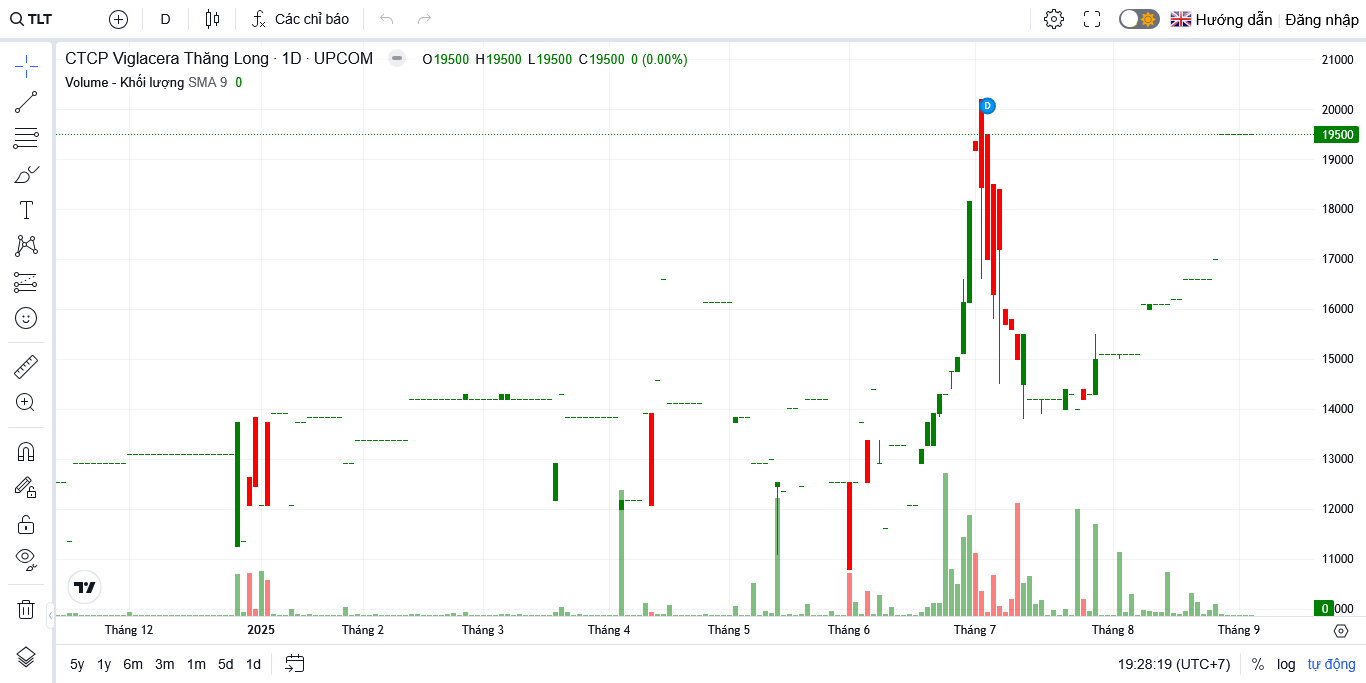 TLT D Các chỉ báo Hướng dẫn Đăng nhập
CTCP Viglacera Thăng Long · 1D · UPCOM O19500 H19500 L19500 C19500 0 (0.00%)
Volume - Khối lượng SMA 9 0
D
21000
20000
19500
19000
18000
17000
16000
15000
14000
13000
12000
11000
0 000
Tháng 12 2025 Tháng 2 Tháng 3 Tháng 4 Tháng 5 Tháng 6 Tháng 7 Tháng 8 Tháng 9
5y 1y 6m 3m 1m 5d 1d 19:28:19 (UTC+7) % log tự động